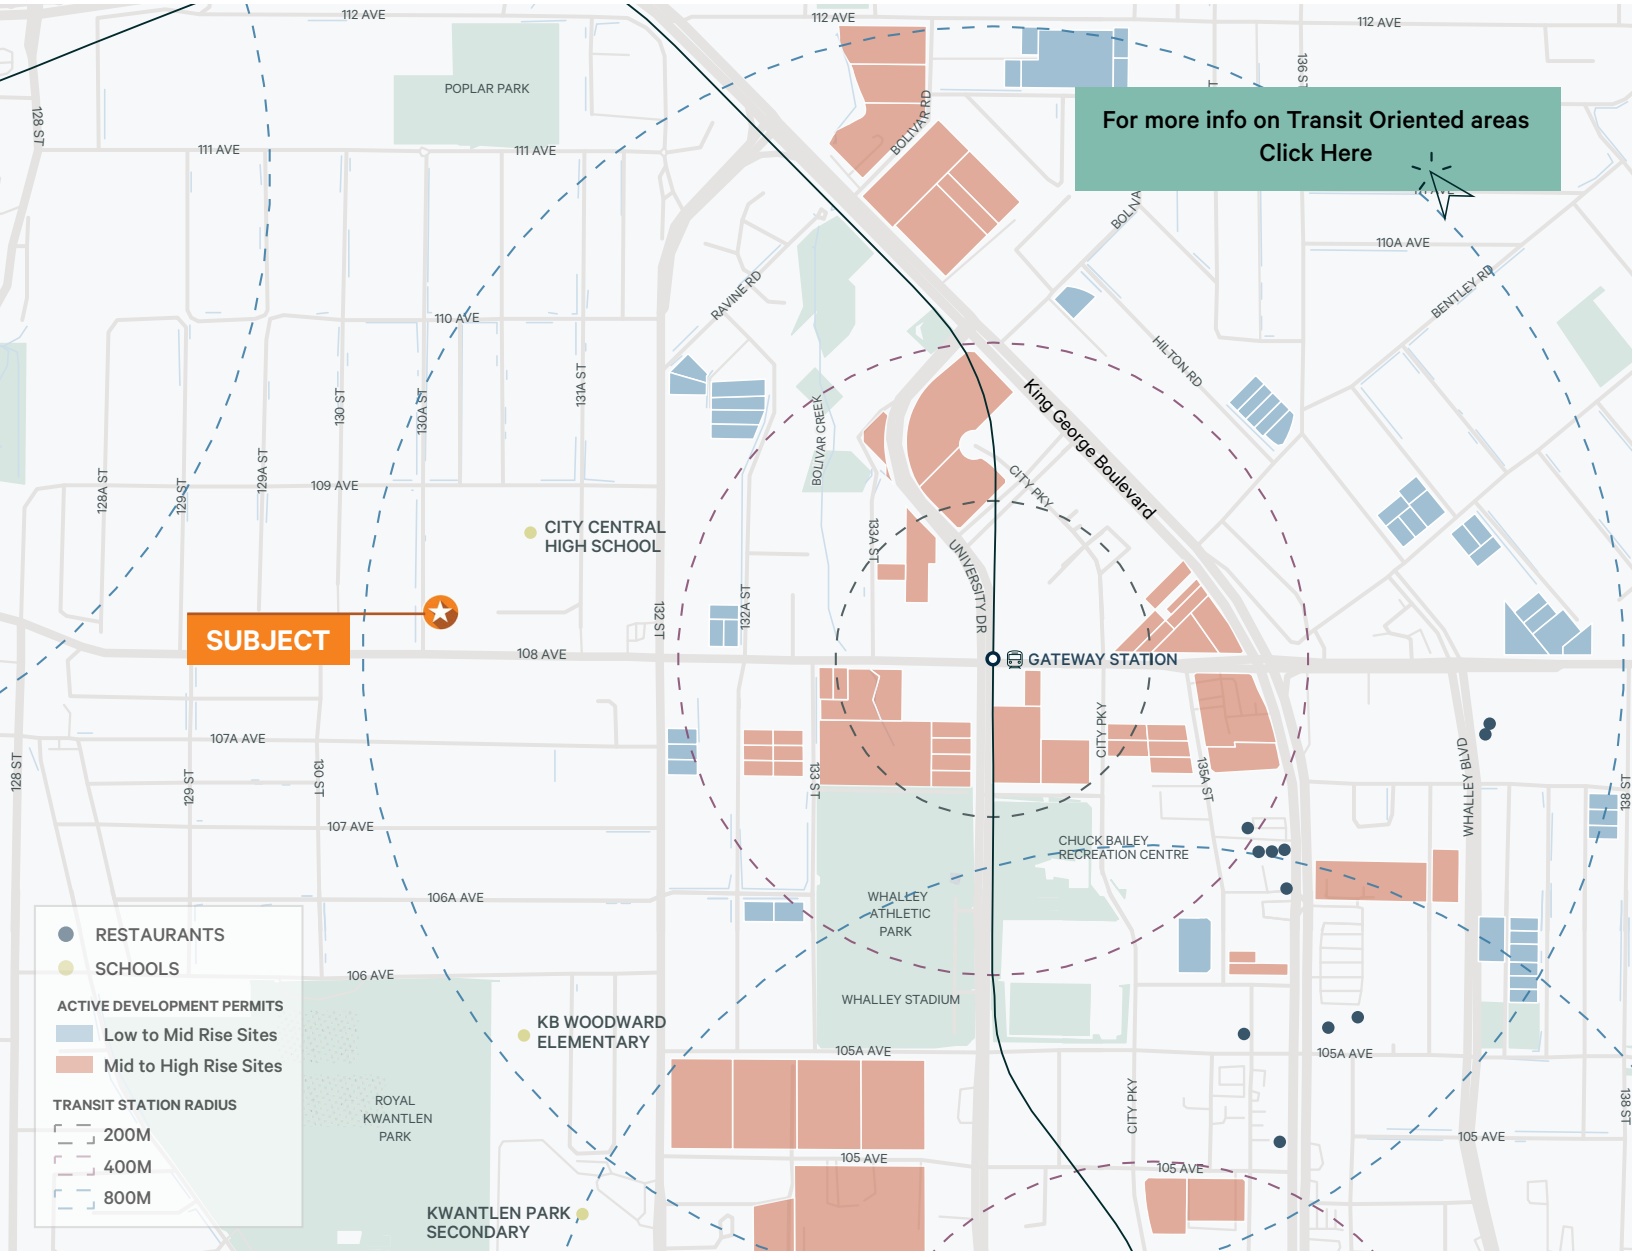 112 AVE
112 AVE
112 AVE
POPLAR PARK
128 ST
136 ST
BOLIVAR RD
For more info on Transit Oriented areas
Click Here
111 AVE
111 AVE
110A AVE
BENTLEY RD
RAVINE RD
110 AVE
HILTON RD
King George Boulevard
131A ST
130 ST
130A ST
BOLIVAR CREEK
129A ST
128A ST
129 ST
109 AVE
CITY PKY
CITY CENTRAL
HIGH SCHOOL
133A ST
UNIVERSITY DR
132A ST
132 ST
SUBJECT
108 AVE
GATEWAY STATION
CITY PKY
107A AVE
128 ST
129 ST
130 ST
133 ST
135A ST
WHALLEY BLVD
138 ST
107 AVE
CHUCK BAILEY
RECREATION CENTRE
106A AVE
WHALLEY
ATHLETIC
PARK
RESTAURANTS
SCHOOLS
106 AVE
ACTIVE DEVELOPMENT PERMITS
Low to Mid Rise Sites
Mid to High Rise Sites
WHALLEY STADIUM
KB WOODWARD
ELEMENTARY
105A AVE
105A AVE
TRANSIT STATION RADIUS
200M
400M
800M
ROYAL
KWANTLEN
PARK
CITY PKY
138 ST
105 AVE
105 AVE
105 AVE
KWANTLEN PARK
SECONDARY